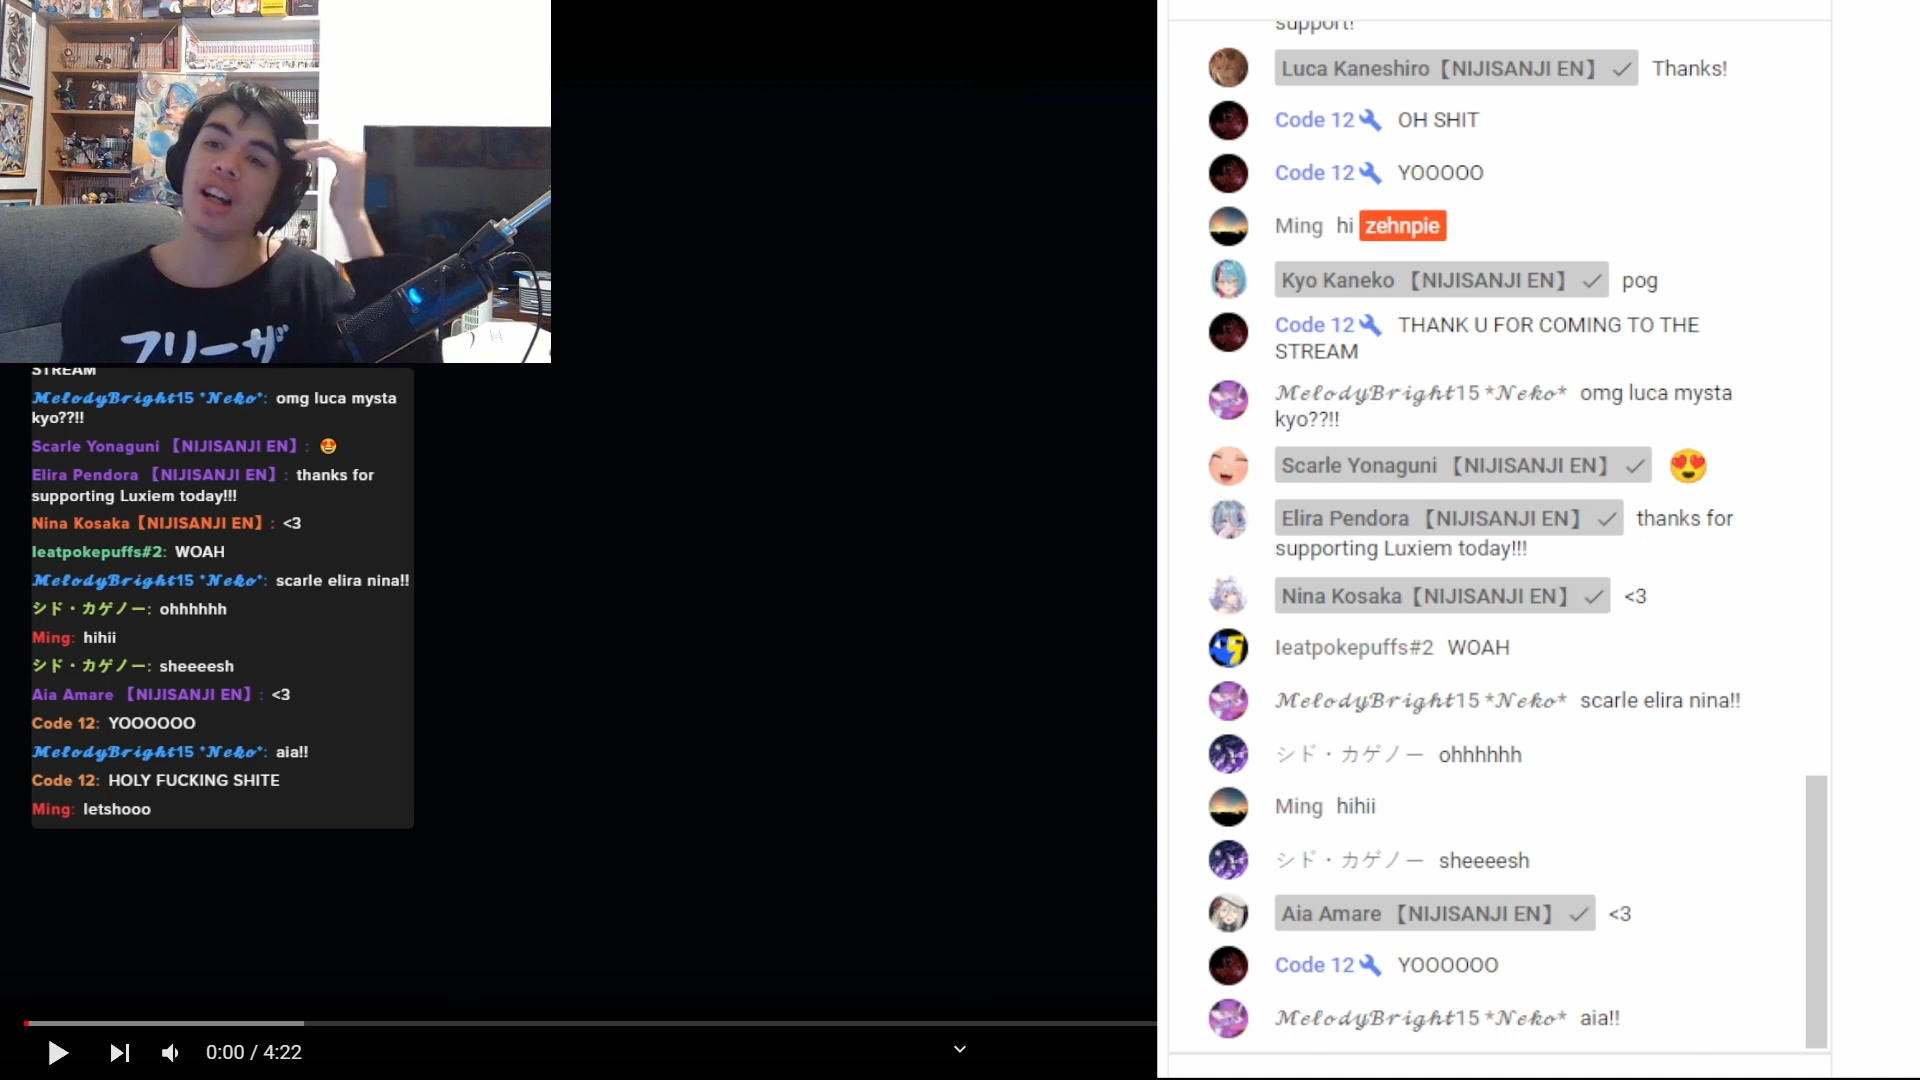 フリーザ
STREAM
𝓜𝓮𝓵𝓸𝓭𝔂𝓑𝓻𝓲𝓰𝓱𝓽15 *𝓝𝓮𝓴𝓸*: omg luca mysta
kyo??!!
Scarle Yonaguni 【NIJISANJI EN】: 😍
Elira Pendora 【NIJISANJI EN】: thanks for
supporting Luxiem today!!!
Nina Kosaka【NIJISANJI EN】: <3
Ieatpokepuffs#2: WOAH
𝓜𝓮𝓵𝓸𝓭𝔂𝓑𝓻𝓲𝓰𝓱𝓽15 *𝓝𝓮𝓴𝓸*: scarle elira nina!!
シド・カゲノー: ohhhhhh
Ming: hihii
シド・カゲノー: sheeeesh
Aia Amare 【NIJISANJI EN】: <3
Code 12: YOOOOOO
𝓜𝓮𝓵𝓸𝓭𝔂𝓑𝓻𝓲𝓰𝓱𝓽15 *𝓝𝓮𝓴𝓸*: aia!!
Code 12: HOLY FUCKING SHITE
Ming: letshooo
0:00 / 4:22
support!
Luca Kaneshiro【NIJISANJI EN】 Thanks!
Code 12 OH SHIT
Code 12 YOOOOO
Ming hi zehnpie
Kyo Kaneko 【NIJISANJI EN】 pog
Code 12 THANK U FOR COMING TO THE
STREAM
𝓜𝓮𝓵𝓸𝓭𝔂𝓑𝓻𝓲𝓰𝓱𝓽15 *𝓝𝓮𝓴𝓸* omg luca mysta
kyo??!!
Scarle Yonaguni 【NIJISANJI EN】 😍
Elira Pendora 【NIJISANJI EN】 thanks for
supporting Luxiem today!!!
Nina Kosaka【NIJISANJI EN】 <3
Ieatpokepuffs#2 WOAH
𝓜𝓮𝓵𝓸𝓭𝔂𝓑𝓻𝓲𝓰𝓱𝓽15 *𝓝𝓮𝓴𝓸* scarle elira nina!!
シド・カゲノー ohhhhhh
Ming hihii
シド・カゲノー sheeeesh
Aia Amare 【NIJISANJI EN】 <3
Code 12 YOOOOOO
𝓜𝓮𝓵𝓸𝓭𝔂𝓑𝓻𝓲𝓰𝓱𝓽15 *𝓝𝓮𝓴𝓸* aia!!